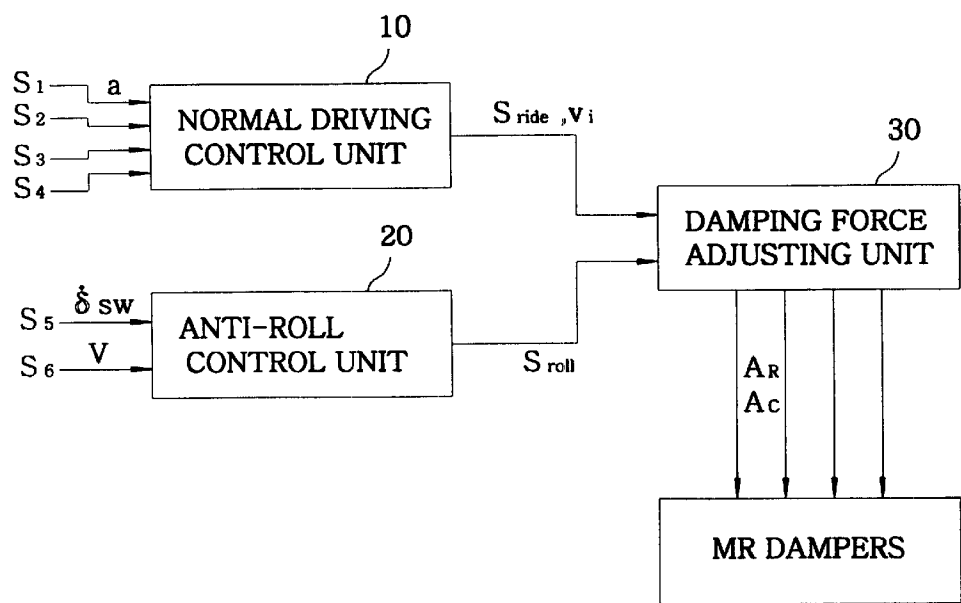 10
S1 a
S2
S3
S4
NORMAL DRIVING
CONTROL UNIT
Sride ,vi
30
DAMPING FORCE
ADJUSTING UNIT
20
S5 δ̇ sw
S6 V
ANTI-ROLL
CONTROL UNIT
Sroll
AR
AC
MR DAMPERS